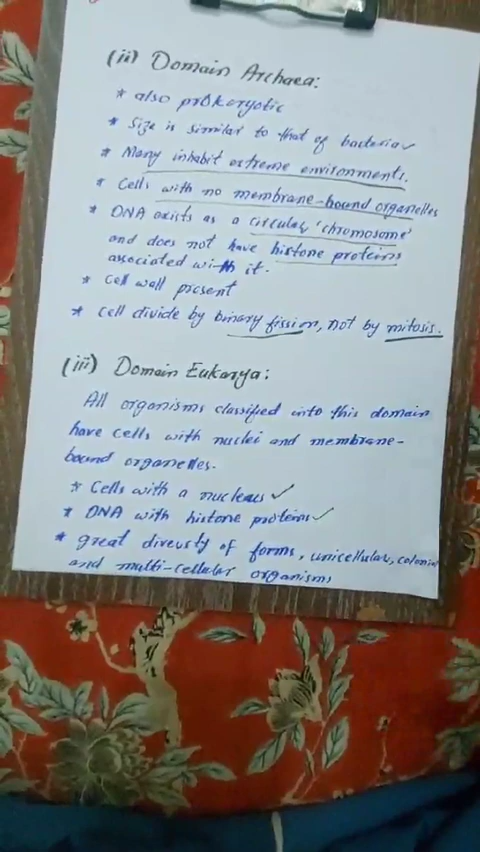 (ii) Domain Archaea:
* also prokaryotic
* Size is similar to that of bacteria
* Many inhabit extreme environments.
* Cells with no membrane-bound organelles
* DNA exists as a circular 'chromosome'
and does not have histone proteins
associated with it.
* Cell wall present
* Cell divide by binary fission, not by mitosis.
(iii) Domain Eukarya:
All organisms classified into this domain
have cells with nuclei and membrane-
bound organelles.
* Cells with a nucleus
* DNA with histone proteins
* great diversty of forms, unicellular, colonial
and multi-cellular organisms